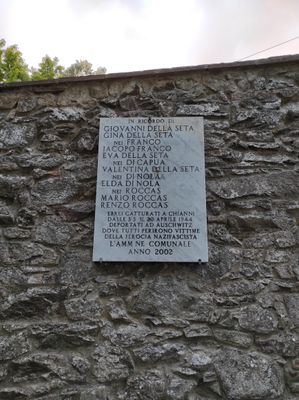 IN RICORDO DI
GIOVANNI DELLA SETA
GINA DELLA SETA
NEI FRANCO
JACOPO FRANCO
EVA DELLA SETA
NEI DI CAPUA
VALENTINA DELLA SETA
NEI DI NOLA
ELDA DI NOLA
NEI ROCCAS
MARIO ROCCAS
RENZO ROCCAS
EBREI CATTURATI A CHIANNI
DALLE SS IL 20 APRILE 1944
DEPORTATI AD AUSCHWITZ
DOVE TUTTI PERIRONO VITTIME
DELLA FEROCIA NAZIFASCISTA
L'AMM.NE COMUNALE
ANNO 2002